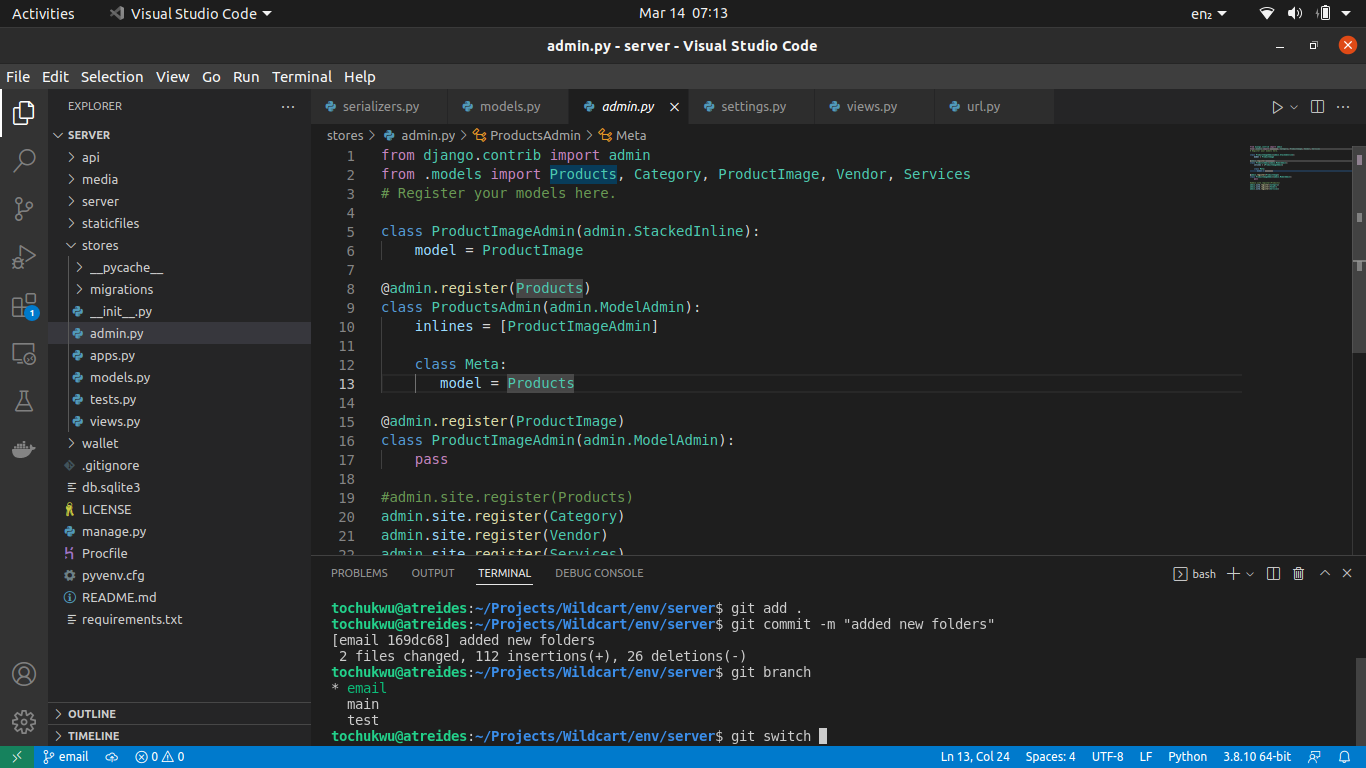 Activities Visual Studio Code Mar 14 07:13 en₂
admin.py - server - Visual Studio Code
File Edit Selection View Go Run Terminal Help
EXPLORER
SERVER
api
media
server
staticfiles
stores
__pycache__
migrations
__init__.py
admin.py
apps.py
models.py
tests.py
views.py
wallet
.gitignore
db.sqlite3
LICENSE
manage.py
Procfile
pyvenv.cfg
README.md
requirements.txt
OUTLINE
TIMELINE
1
serializers.py models.py admin.py settings.py views.py url.py
stores > admin.py > ProductsAdmin > Meta
1 from django.contrib import admin
2 from .models import Products, Category, ProductImage, Vendor, Services
3 # Register your models here.
4
5 class ProductImageAdmin(admin.StackedInline):
6     model = ProductImage
7
8 @admin.register(Products)
9 class ProductsAdmin(admin.ModelAdmin):
10     inlines = [ProductImageAdmin]
11
12     class Meta:
13        model = Products
14
15 @admin.register(ProductImage)
16 class ProductImageAdmin(admin.ModelAdmin):
17     pass
18
19 #admin.site.register(Products)
20 admin.site.register(Category)
21 admin.site.register(Vendor)
22 admin.site.register(Services)
PROBLEMS OUTPUT TERMINAL DEBUG CONSOLE bash
tochukwu@atreides:~/Projects/Wildcart/env/server$ git add .
tochukwu@atreides:~/Projects/Wildcart/env/server$ git commit -m "added new folders"
[email 169dc68] added new folders
 2 files changed, 112 insertions(+), 26 deletions(-)
tochukwu@atreides:~/Projects/Wildcart/env/server$ git branch
* email
  main
  test
tochukwu@atreides:~/Projects/Wildcart/env/server$ git switch
email 0 0 Ln 13, Col 24 Spaces: 4 UTF-8 LF Python 3.8.10 64-bit